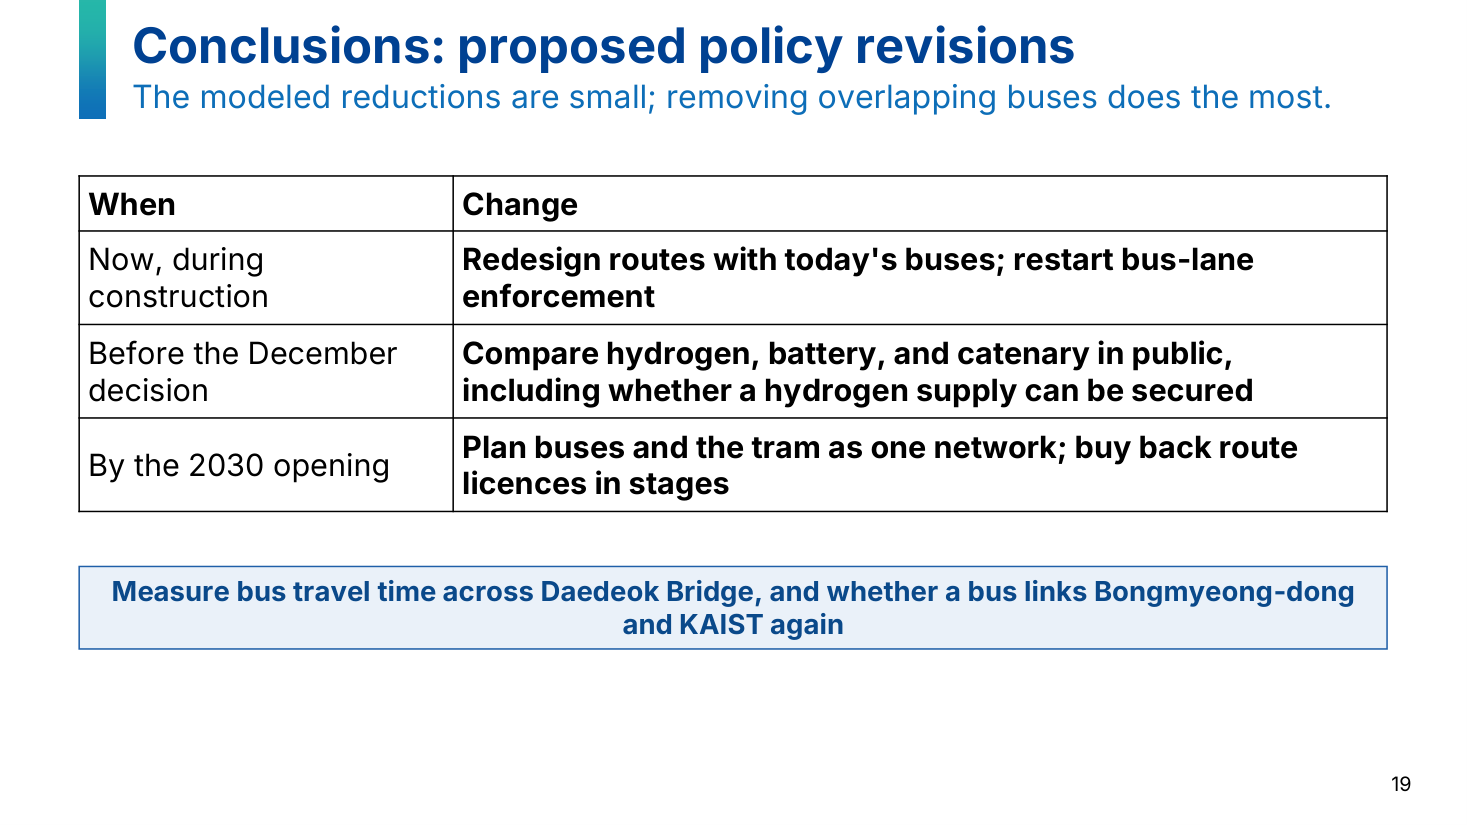 Conclusions: proposed policy revisions
The modeled reductions are small; removing overlapping buses does the most.
When
Change
Now, during
construction
Redesign routes with today's buses; restart bus-lane
enforcement
Before the December
decision
Compare hydrogen, battery, and catenary in public,
including whether a hydrogen supply can be secured
By the 2030 opening
Plan buses and the tram as one network; buy back route
licences in stages
Measure bus travel time across Daedeok Bridge, and whether a bus links Bongmyeong-dong
and KAIST again
19